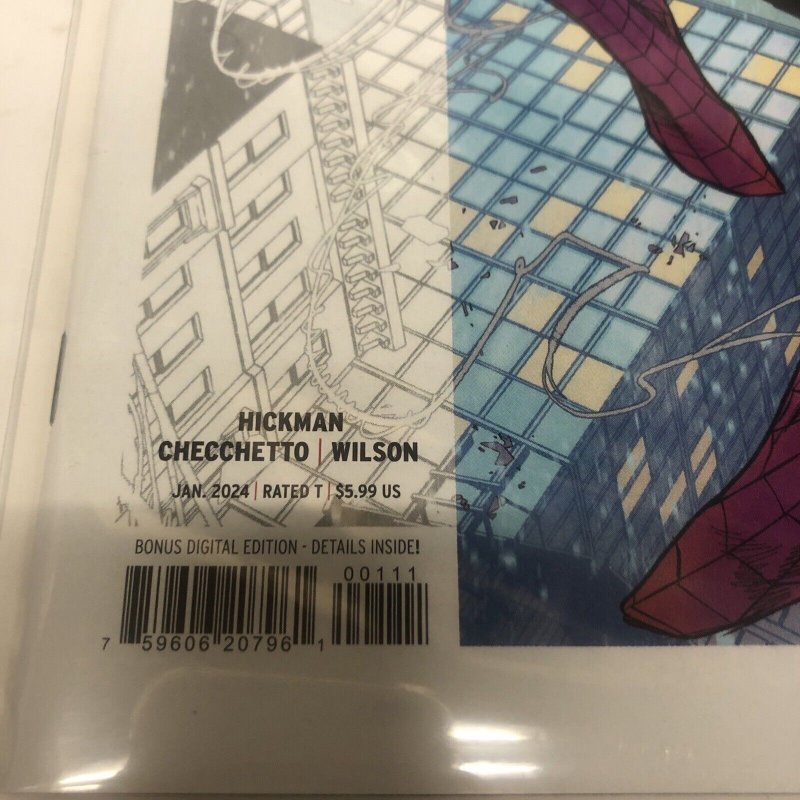 HICKMAN
CHECCHETTO | WILSON
JAN. 2024 | RATED T | $5.99 US
BONUS DIGITAL EDITION - DETAILS INSIDE!
00111
7 59606 20796 1